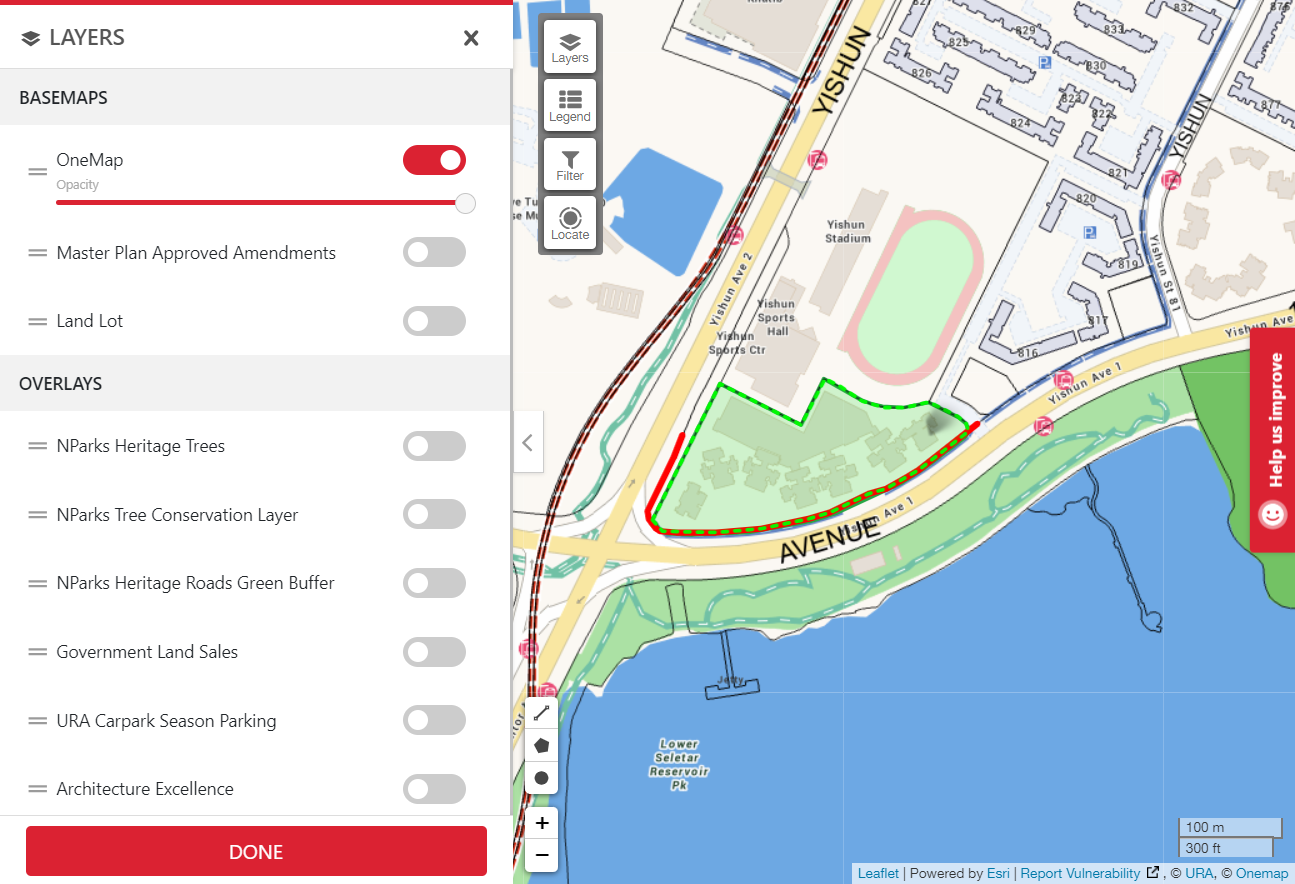 LAYERS
BASEMAPS
OneMap
Opacity
Master Plan Approved Amendments
Land Lot
OVERLAYS
NParks Heritage Trees
NParks Tree Conservation Layer
NParks Heritage Roads Green Buffer
Government Land Sales
URA Carpark Season Parking
Architecture Excellence
DONE
Layers
Legend
Filter
Locate
YISHUN
825
829
833
832
826
830
823
822
824
821
877
YISHUN
820
819
817
816
Yishun St 81
Yishun
Stadium
Yishun Ave 2
Yishun
Sports
Hall
Yishun
Sports Ctr
Yishun Ave
Yishun Ave 1
Yishun Ave 1
AVENUE
Jetty
Lower
Seletar
Reservoir
Pk
Help us improve
+
−
100 m
300 ft
Leaflet | Powered by Esri | Report Vulnerability , © URA, © Onemap